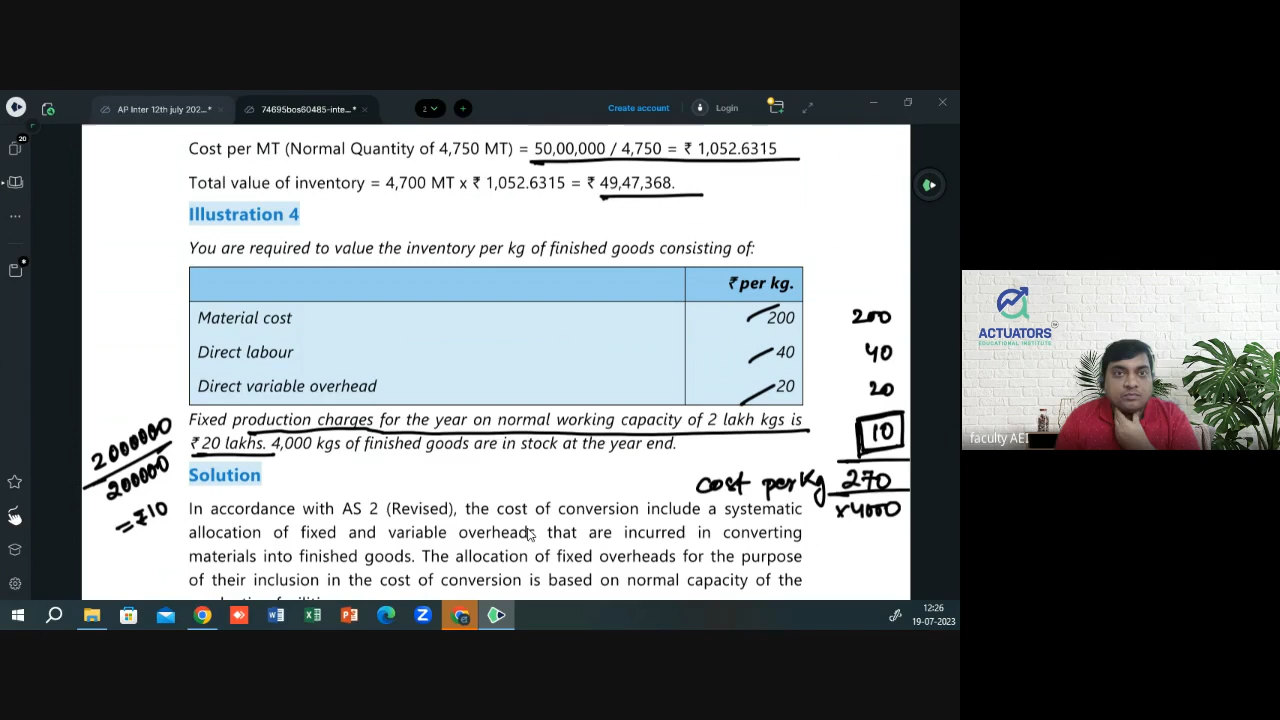 AP Inter 12th july 202...*
74695bos60485-inte...*
2
Create account
Login
20
Cost per MT (Normal Quantity of 4,750 MT) = 50,00,000 / 4,750 = ₹ 1,052.6315
Total value of inventory = 4,700 MT x ₹ 1,052.6315 = ₹ 49,47,368.
Illustration 4
You are required to value the inventory per kg of finished goods consisting of:
₹ per kg.
Material cost 200 200
Direct labour 40 40
Direct variable overhead 20 20
Fixed production charges for the year on normal working capacity of 2 lakh kgs is
₹ 20 lakhs. 4,000 kgs of finished goods are in stock at the year end.
10
2000000
200000
= ₹10
Solution
cost per Kg 270
x4000
In accordance with AS 2 (Revised), the cost of conversion include a systematic
allocation of fixed and variable overheads that are incurred in converting
materials into finished goods. The allocation of fixed overheads for the purpose
of their inclusion in the cost of conversion is based on normal capacity of the
ACTUATORS
EDUCATIONAL INSTITUTE
faculty AEI
12:26
19-07-2023